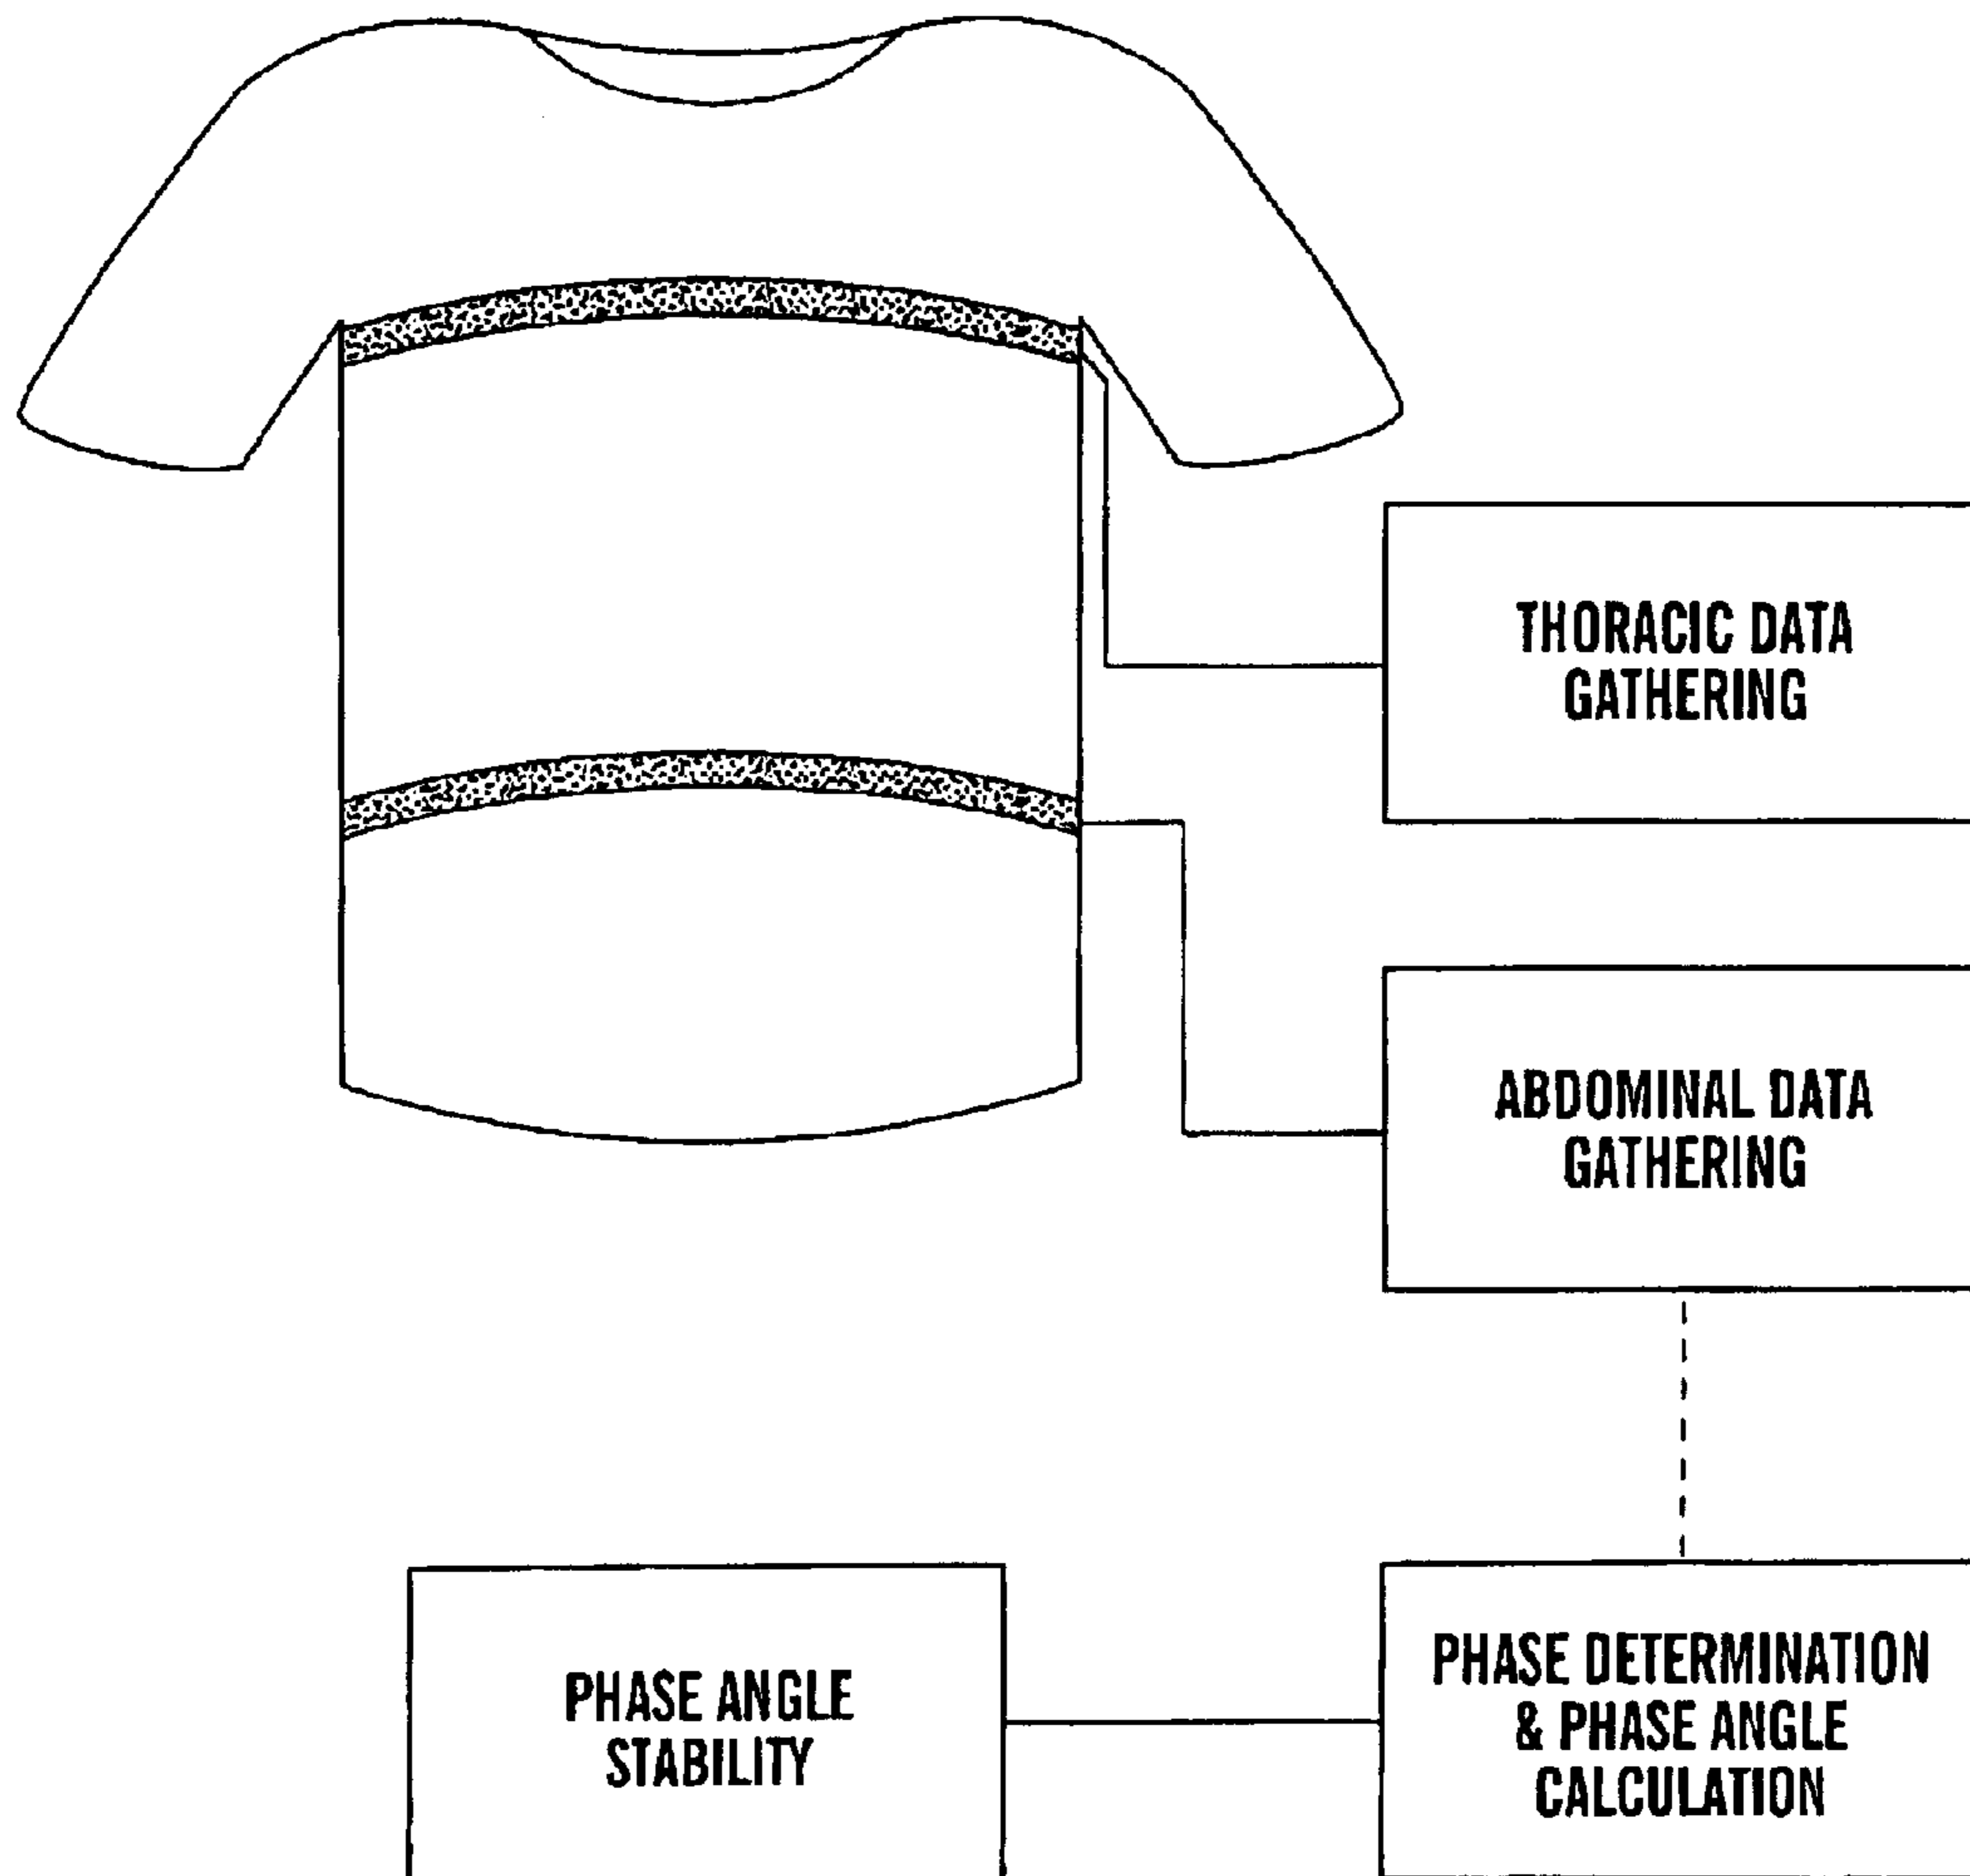 THORACIC DATA
GATHERING
ABDOMINAL DATA
GATHERING
PHASE ANGLE
STABILITY
PHASE DETERMINATION
& PHASE ANGLE
CALCULATION